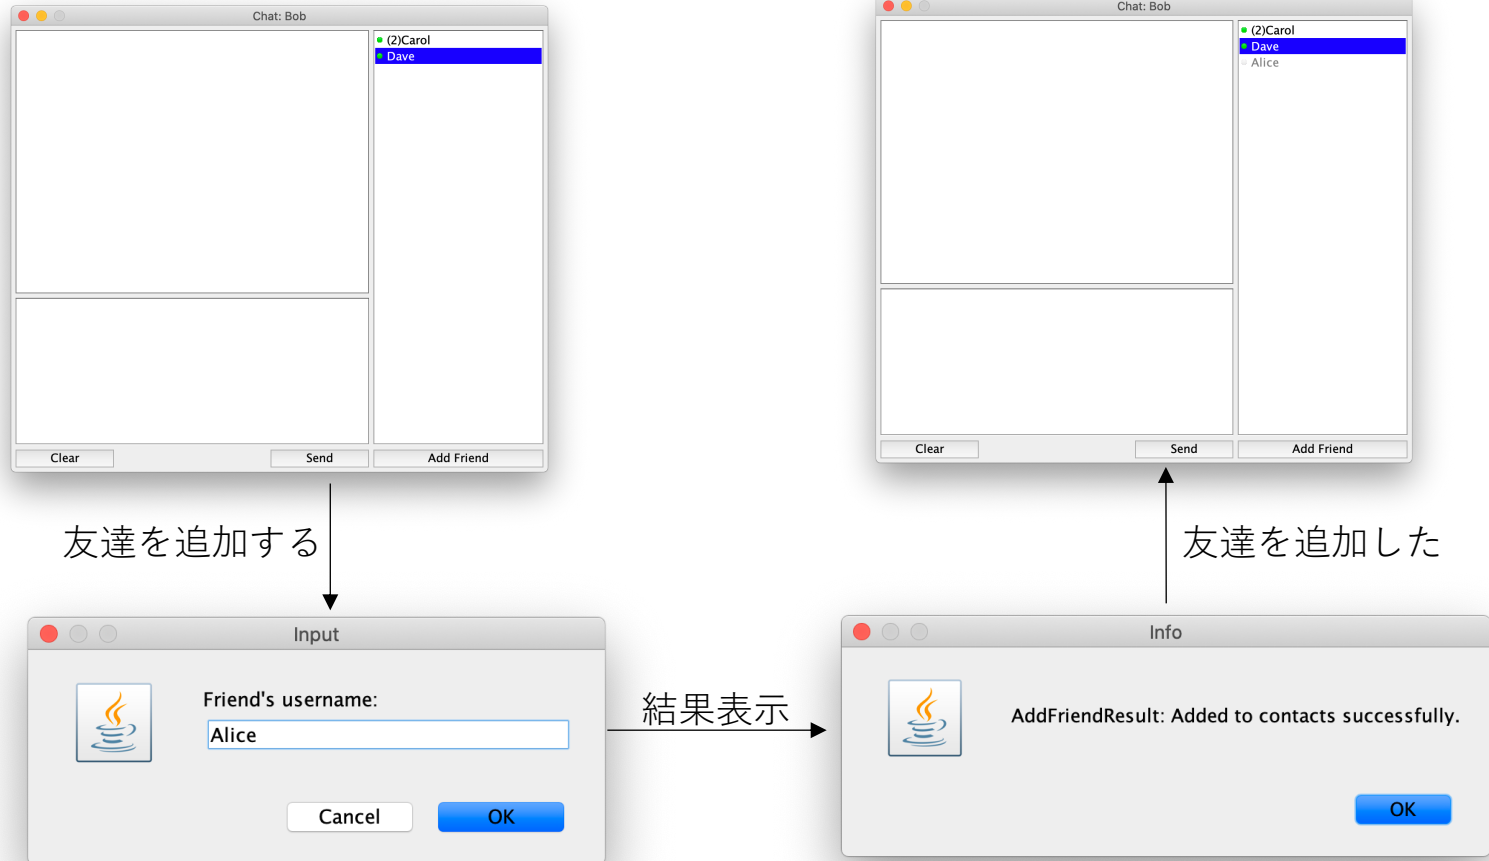 Chat: Bob
(2)Carol
Dave
Clear
Send
Add Friend
Chat: Bob
(2)Carol
Dave
Alice
Clear
Send
Add Friend
友達を追加する
友達を追加した
Input
Friend's username:
Alice
Cancel
OK
結果表示
Info
AddFriendResult: Added to contacts successfully.
OK